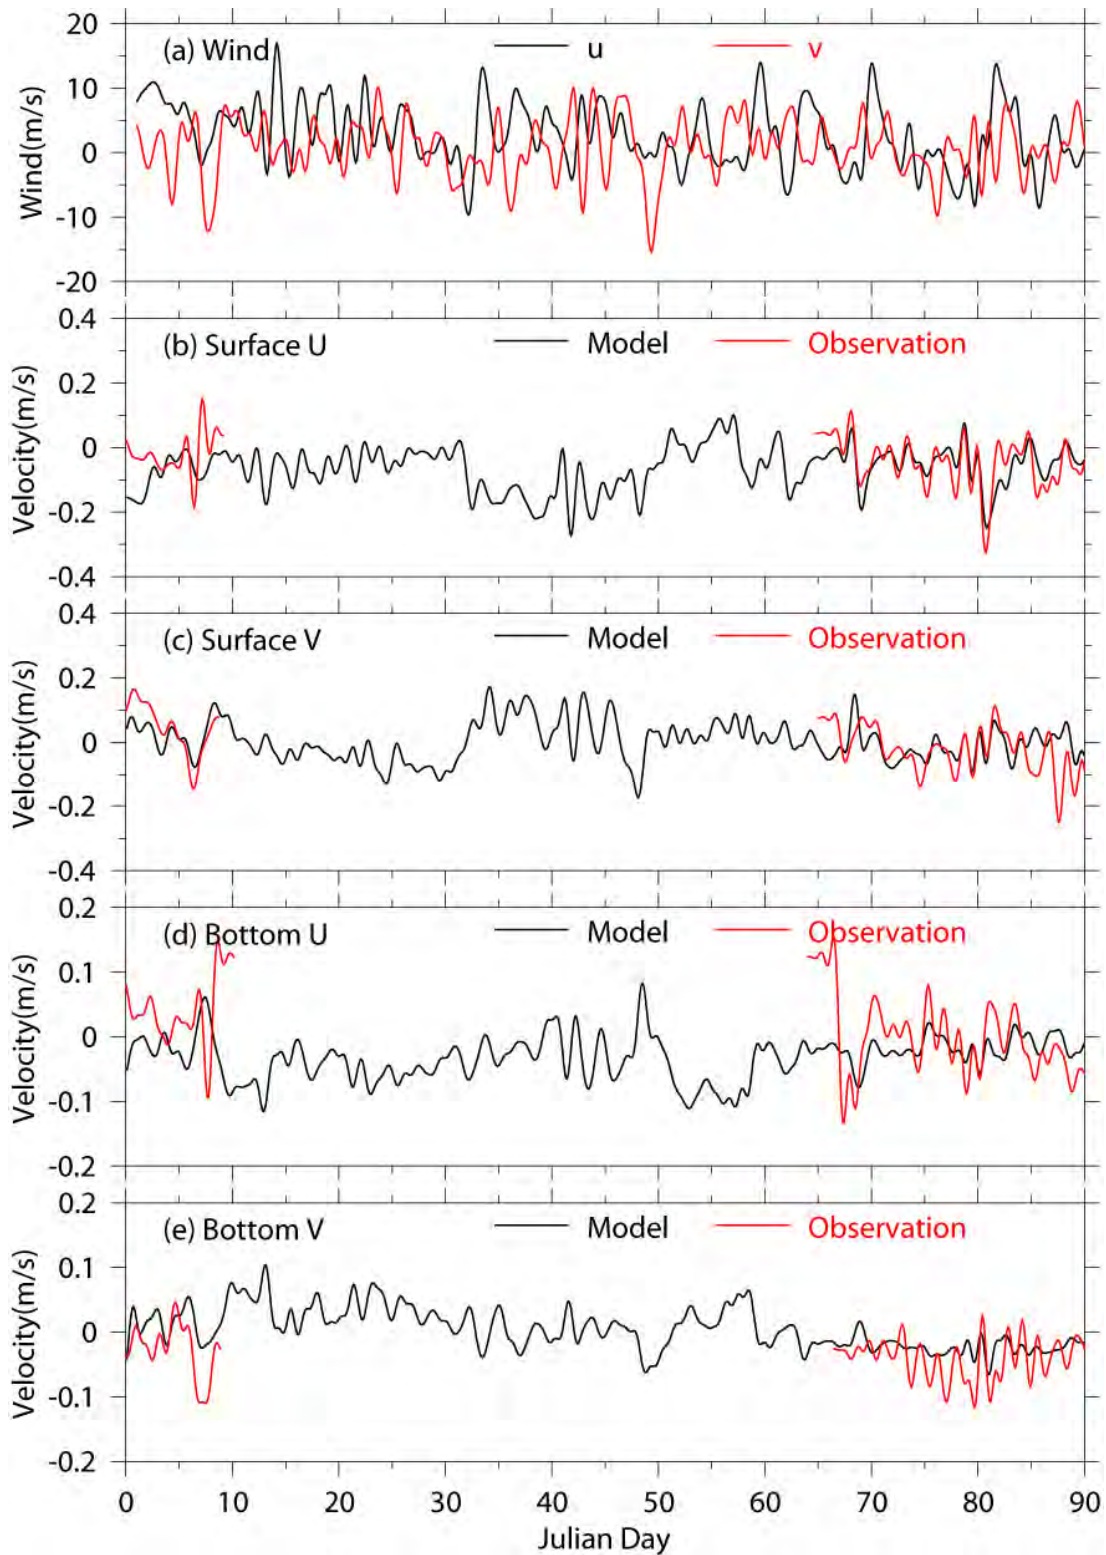 20
(a) Wind
u
v
10
0
-10
-20
Wind(m/s)
0.4
(b) Surface U
Model
Observation
0.2
0
-0.2
-0.4
Velocity(m/s)
0.4
(c) Surface V
Model
Observation
0.2
0
-0.2
-0.4
Velocity(m/s)
0.2
(d) Bottom U
Model
Observation
0.1
0
-0.1
-0.2
Velocity(m/s)
0.2
(e) Bottom V
Model
Observation
0.1
0
-0.1
-0.2
Velocity(m/s)
0 10 20 30 40 50 60 70 80 90
Julian Day